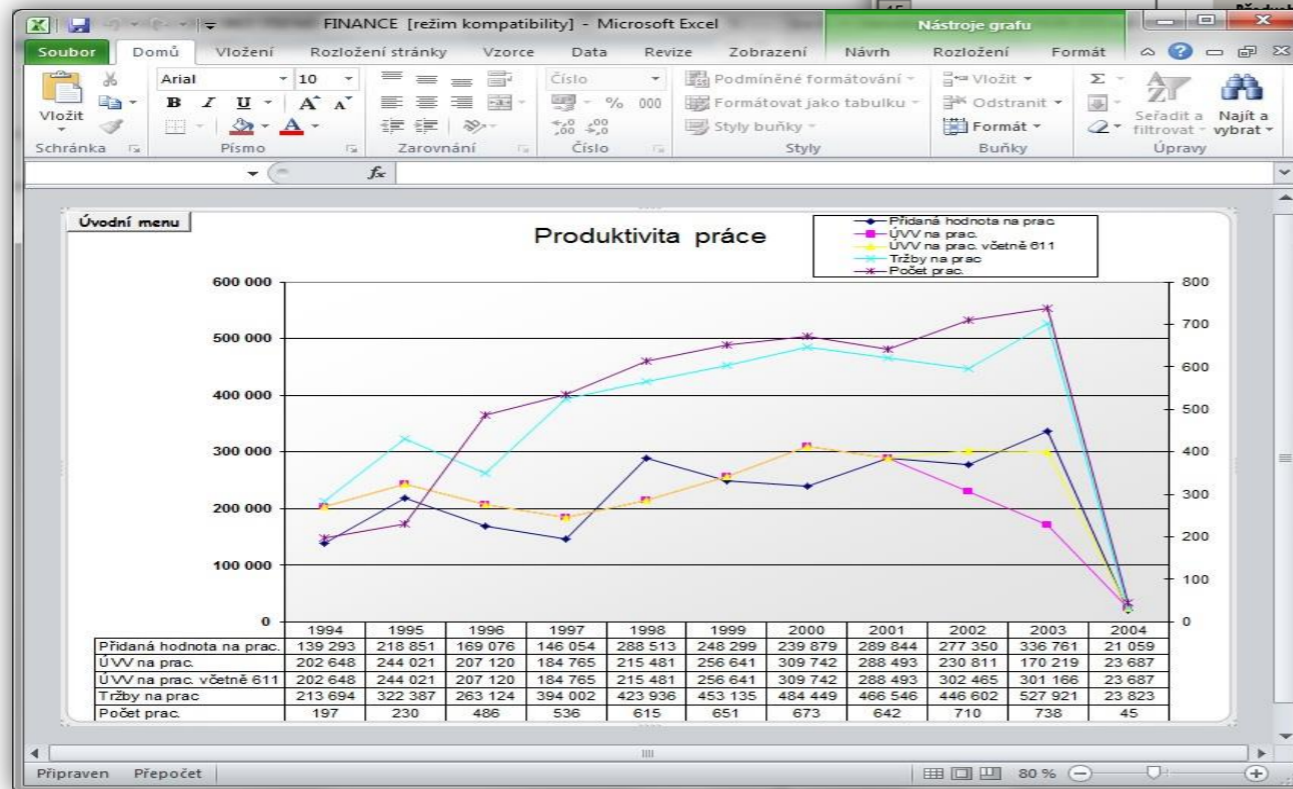 45
FINANCE [režim kompatibility] - Microsoft Excel
Nástroje grafu
Soubor Domů Vložení Rozložení stránky Vzorce Data Revize Zobrazení Návrh Rozložení Formát
Vložit
Arial 10
B I U A A
Číslo
% 000
Podmíněné formátování
Formátovat jako tabulku
Styly buňky
Vložit
Odstranit
Formát
Σ
Seřadit a filtrovat
Najít a vybrat
Schránka Písmo Zarovnání Číslo Styly Buňky Úpravy
fx
Úvodní menu
Produktivita práce
Přidaná hodnota na prac.
ÚVV na prac.
ÚVV na prac. včetně 611
Tržby na prac
Počet prac.
600 000 800
700
500 000
600
400 000
500
300 000 400
300
200 000
200
100 000
100
0 0
1994 1995 1996 1997 1998 1999 2000 2001 2002 2003 2004
Přidaná hodnota na prac. 139 293 218 851 169 076 146 054 288 513 248 299 239 879 289 844 277 350 336 761 21 059
ÚVV na prac. 202 648 244 021 207 120 184 765 215 481 256 641 309 742 288 493 230 811 170 219 23 687
ÚVV na prac. včetně 611 202 648 244 021 207 120 184 765 215 481 256 641 309 742 288 493 302 465 301 166 23 687
Tržby na prac 213 694 322 387 263 124 394 002 423 936 453 135 484 449 466 546 446 602 527 921 23 823
Počet prac. 197 230 486 536 615 651 673 642 710 738 45
Připraven Přepočet 80 %